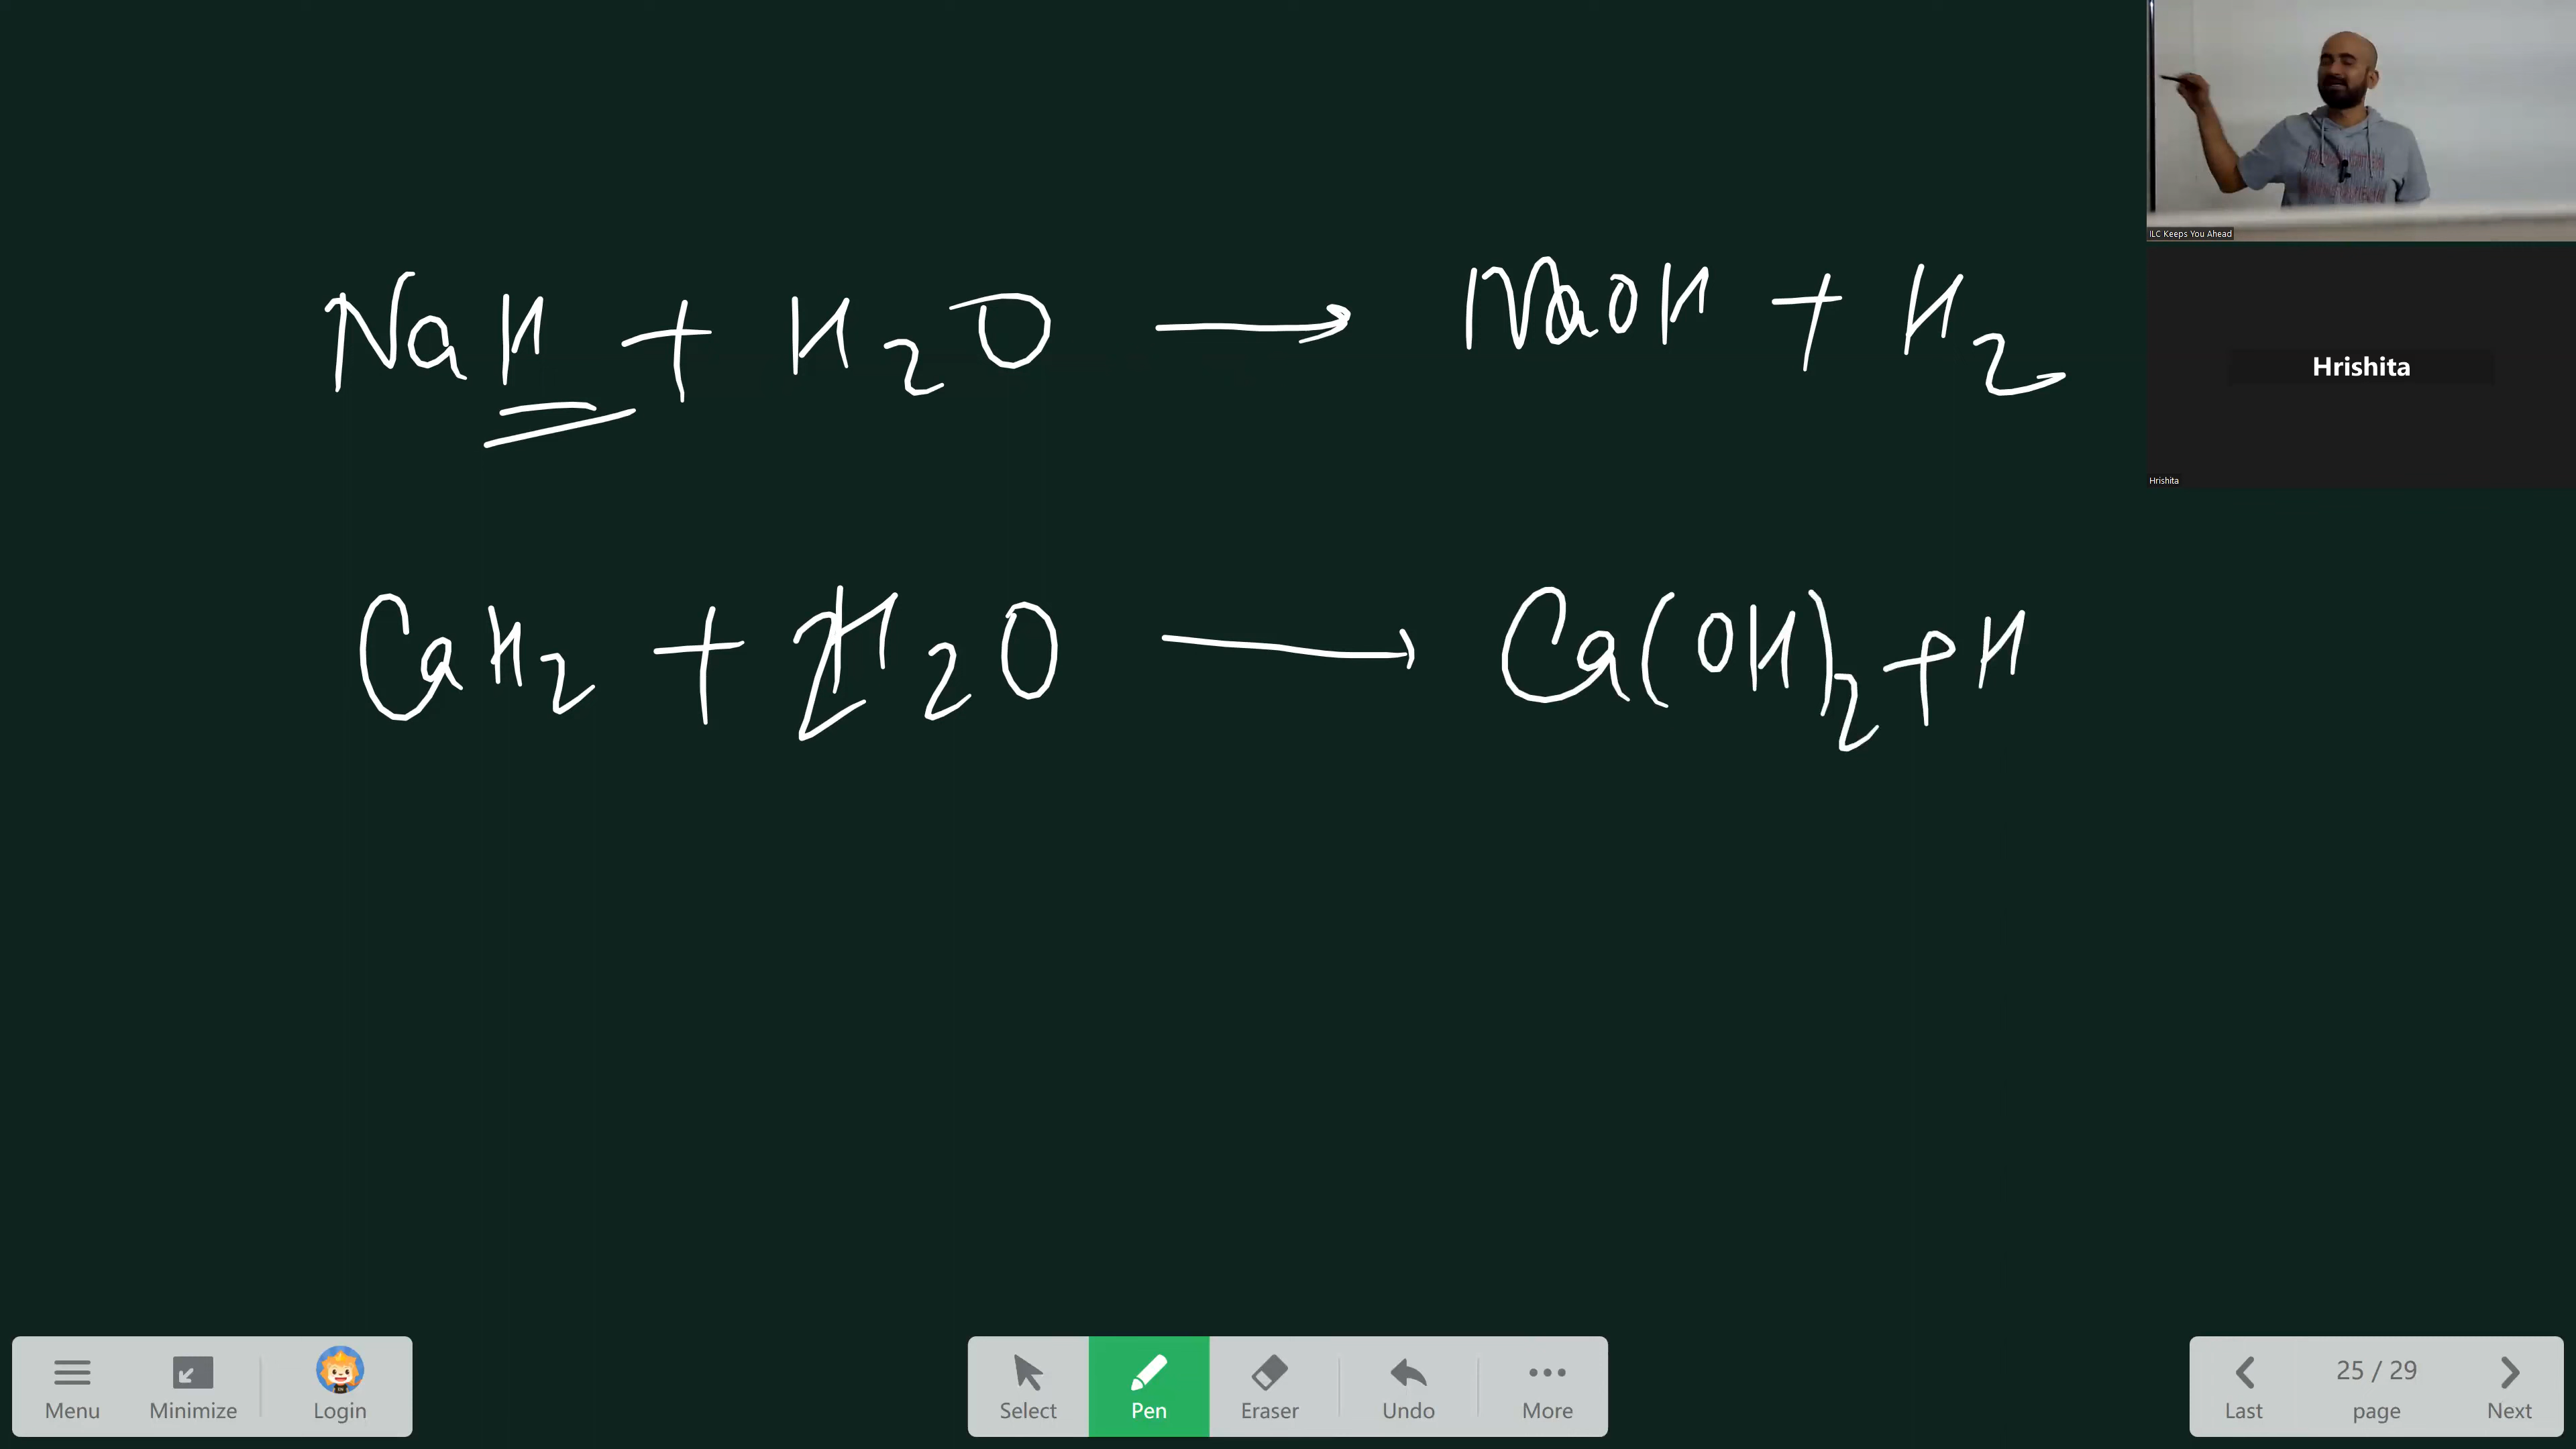 ILC Keeps You Ahead
NaH + H2O → NaOH + H2
Hrishita
Hrishita
CaH2 + 2H2O → Ca(OH)2 + H
Menu
Minimize
Login
Select
Pen
Eraser
Undo
More
Last
25 / 29
page
Next